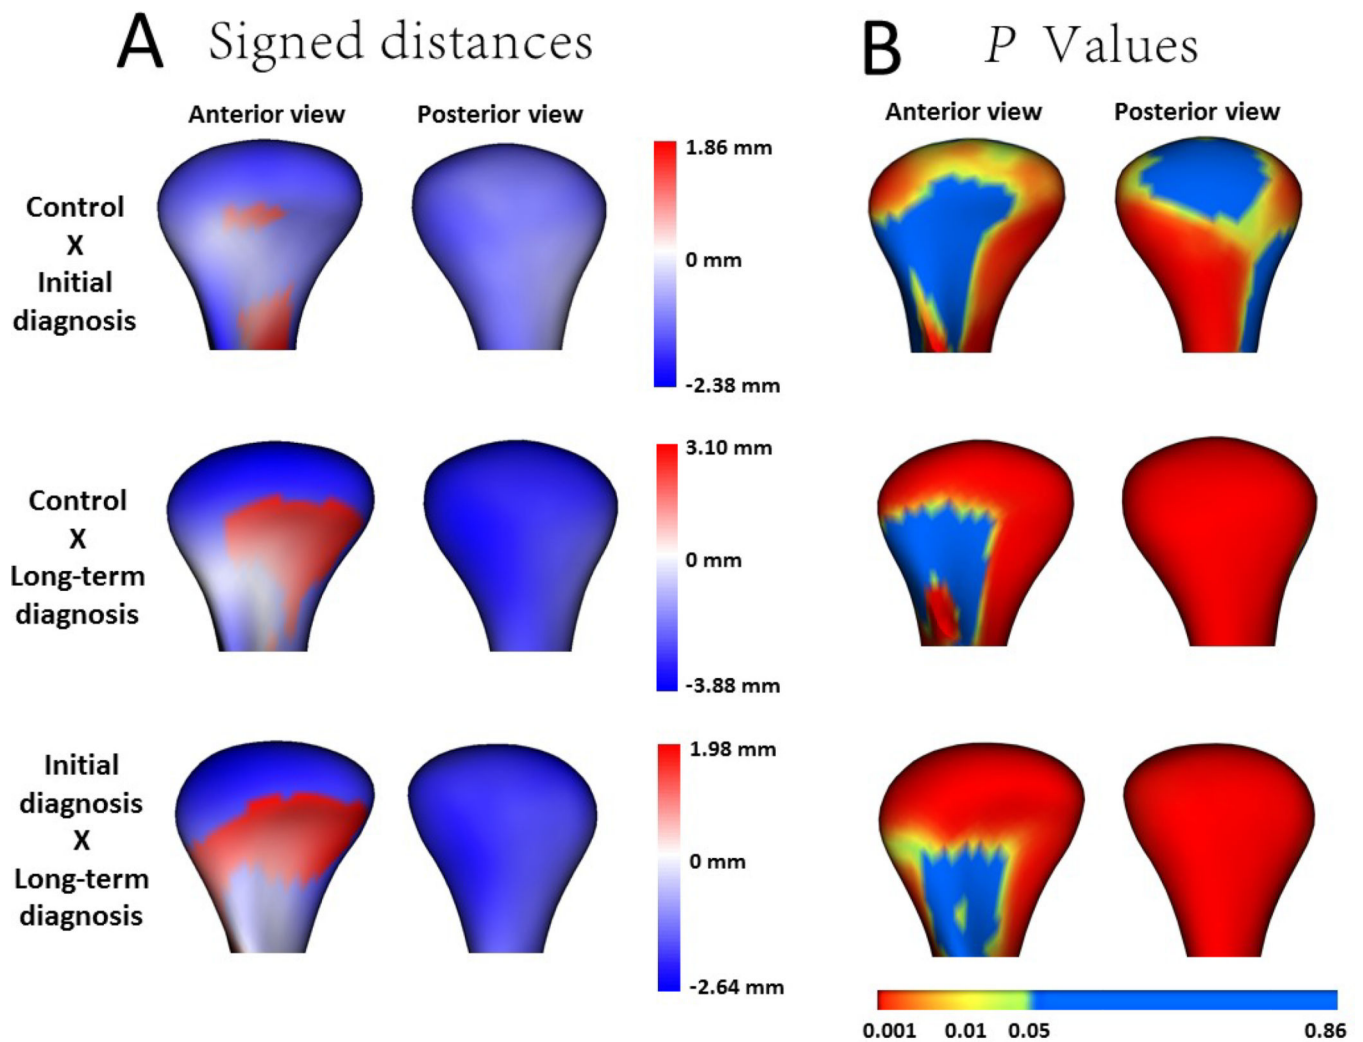 A Signed distances
B P Values
Anterior view Posterior view
Anterior view Posterior view
Control
X
Initial
diagnosis
1.86 mm
0 mm
-2.38 mm
Control
X
Long-term
diagnosis
3.10 mm
0 mm
-3.88 mm
Initial
diagnosis
X
Long-term
diagnosis
1.98 mm
0 mm
-2.64 mm
0.001 0.01 0.05 0.86